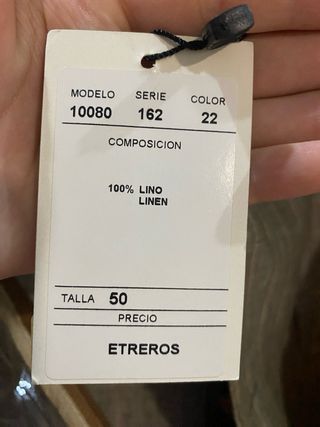 MODELO SERIE COLOR
10080 162 22
COMPOSICION
100% LINO
LINEN
TALLA 50
PRECIO
ETREROS